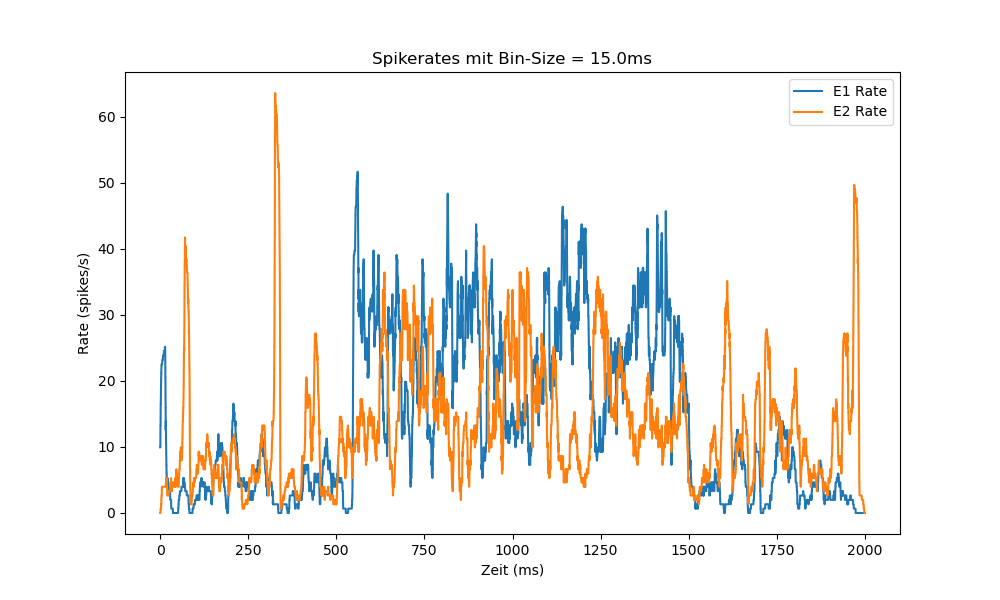 Spikerates mit Bin-Size = 15.0ms
E1 Rate
E2 Rate
Rate (spikes/s)
60
50
40
30
20
10
0
0 250 500 750 1000 1250 1500 1750 2000
Zeit (ms)